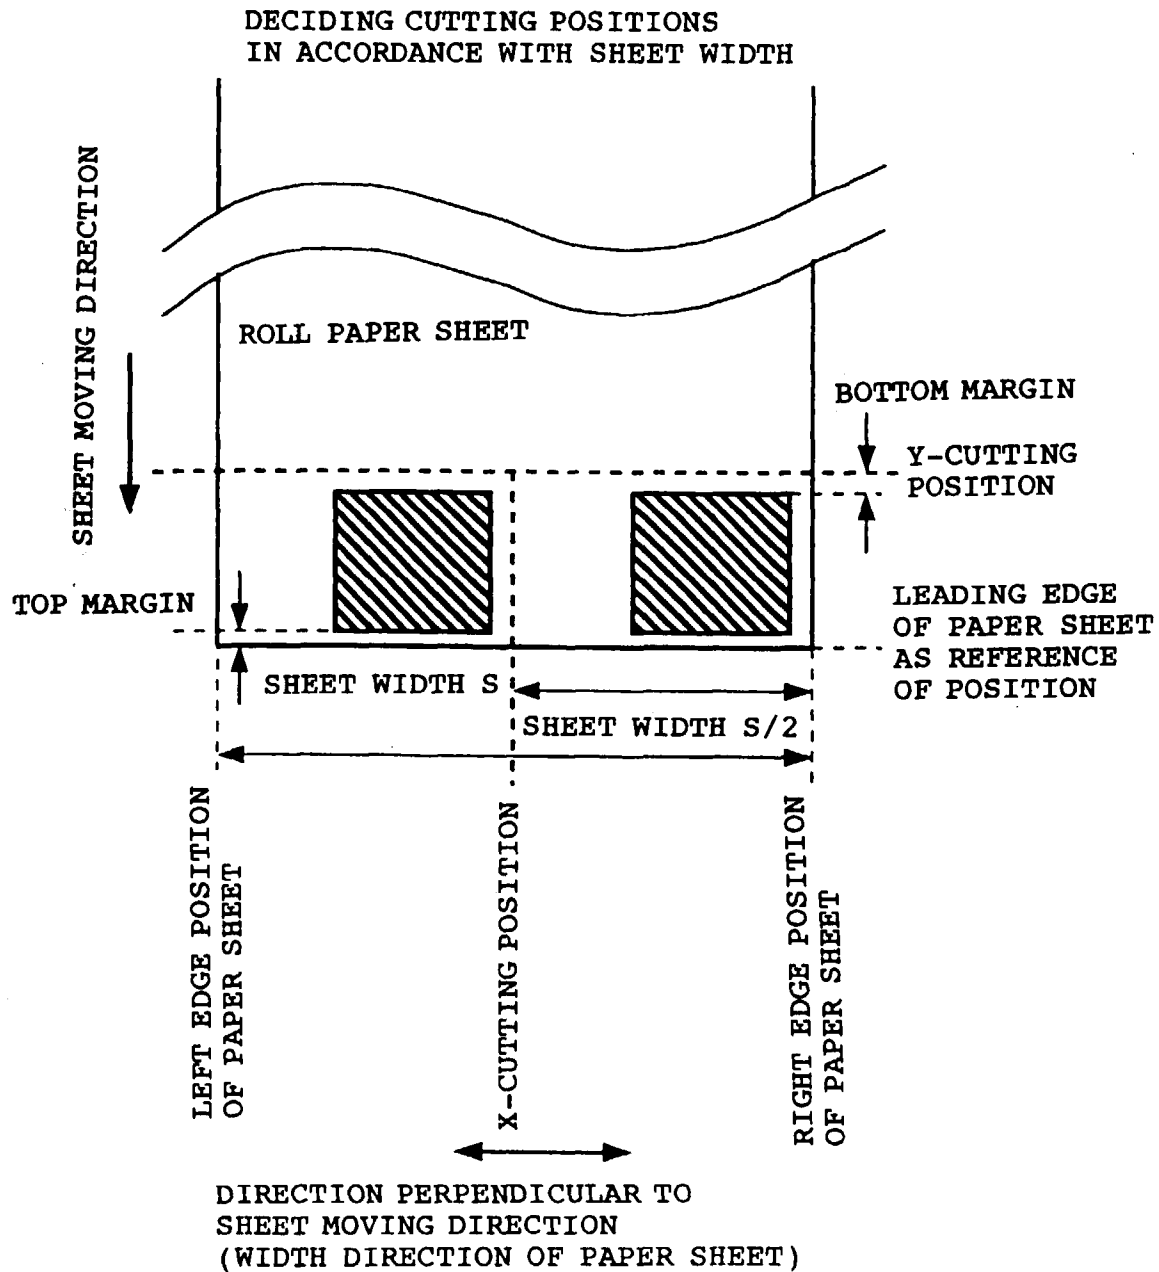 DECIDING CUTTING POSITIONS
IN ACCORDANCE WITH SHEET WIDTH
SHEET MOVING DIRECTION
ROLL PAPER SHEET
BOTTOM MARGIN
Y-CUTTING
POSITION
TOP MARGIN
LEADING EDGE
OF PAPER SHEET
AS REFERENCE
OF POSITION
SHEET WIDTH S
SHEET WIDTH S/2
LEFT EDGE POSITION
OF PAPER SHEET
X-CUTTING POSITION
RIGHT EDGE POSITION
OF PAPER SHEET
DIRECTION PERPENDICULAR TO
SHEET MOVING DIRECTION
(WIDTH DIRECTION OF PAPER SHEET)